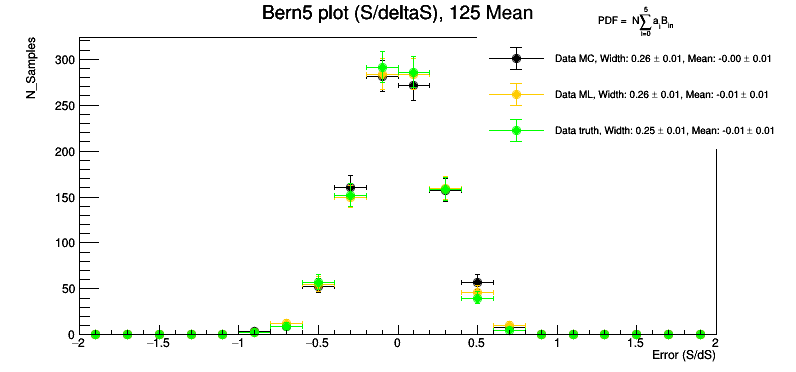 Bern5 plot (S/deltaS), 125 Mean
PDF = N∑ a_i B_in
5
i=0
N_Samples
Data MC, Width: 0.26 ± 0.01, Mean: -0.00 ± 0.01
Data ML, Width: 0.26 ± 0.01, Mean: -0.01 ± 0.01
Data truth, Width: 0.25 ± 0.01, Mean: -0.01 ± 0.01
300
250
200
150
100
50
0
−2 −1.5 −1 −0.5 0 0.5 1 1.5 2
Error (S/dS)